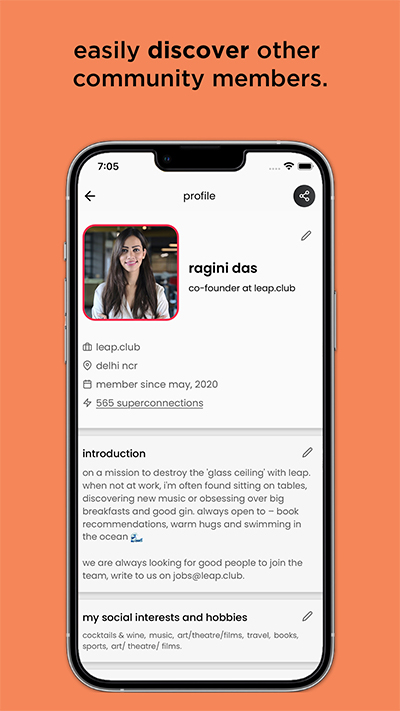 easily discover other
community members.
7:05
profile
ragini das
co-founder at leap.club
leap.club
delhi ncr
member since may, 2020
565 superconnections
introduction
on a mission to destroy the 'glass ceiling' with leap.
when not at work, i'm often found sitting on tables,
discovering new music or obsessing over big
breakfasts and good gin. always open to – book
recommendations, warm hugs and swimming in
the ocean 🌊
we are always looking for good people to join the
team, write to us on jobs@leap.club.
my social interests and hobbies
cocktails & wine, music, art/theatre/films, travel, books,
sports, art/ theatre/ films.